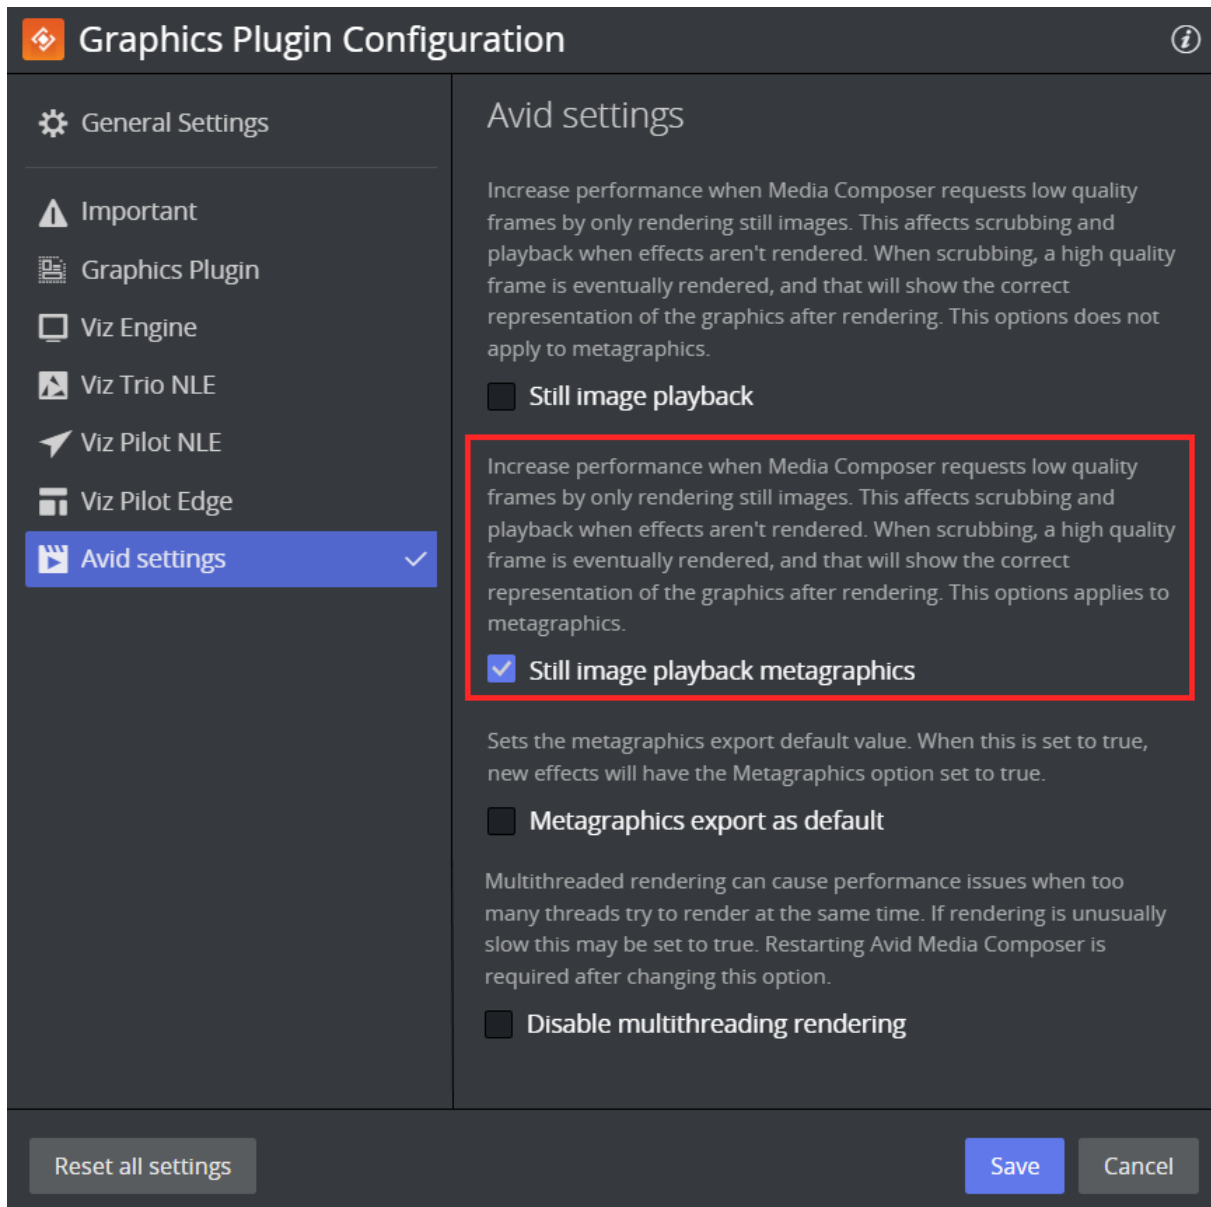 Graphics Plugin Configuration
General Settings
Important
Graphics Plugin
Viz Engine
Viz Trio NLE
Viz Pilot NLE
Viz Pilot Edge
Avid settings
Avid settings
Increase performance when Media Composer requests low quality
frames by only rendering still images. This affects scrubbing and
playback when effects aren't rendered. When scrubbing, a high quality
frame is eventually rendered, and that will show the correct
representation of the graphics after rendering. This options does not
apply to metagraphics.
Still image playback
Increase performance when Media Composer requests low quality
frames by only rendering still images. This affects scrubbing and
playback when effects aren't rendered. When scrubbing, a high quality
frame is eventually rendered, and that will show the correct
representation of the graphics after rendering. This options applies to
metagraphics.
Still image playback metagraphics
Sets the metagraphics export default value. When this is set to true,
new effects will have the Metagraphics option set to true.
Metagraphics export as default
Multithreaded rendering can cause performance issues when too
many threads try to render at the same time. If rendering is unusually
slow this may be set to true. Restarting Avid Media Composer is
required after changing this option.
Disable multithreading rendering
Reset all settings
Save
Cancel